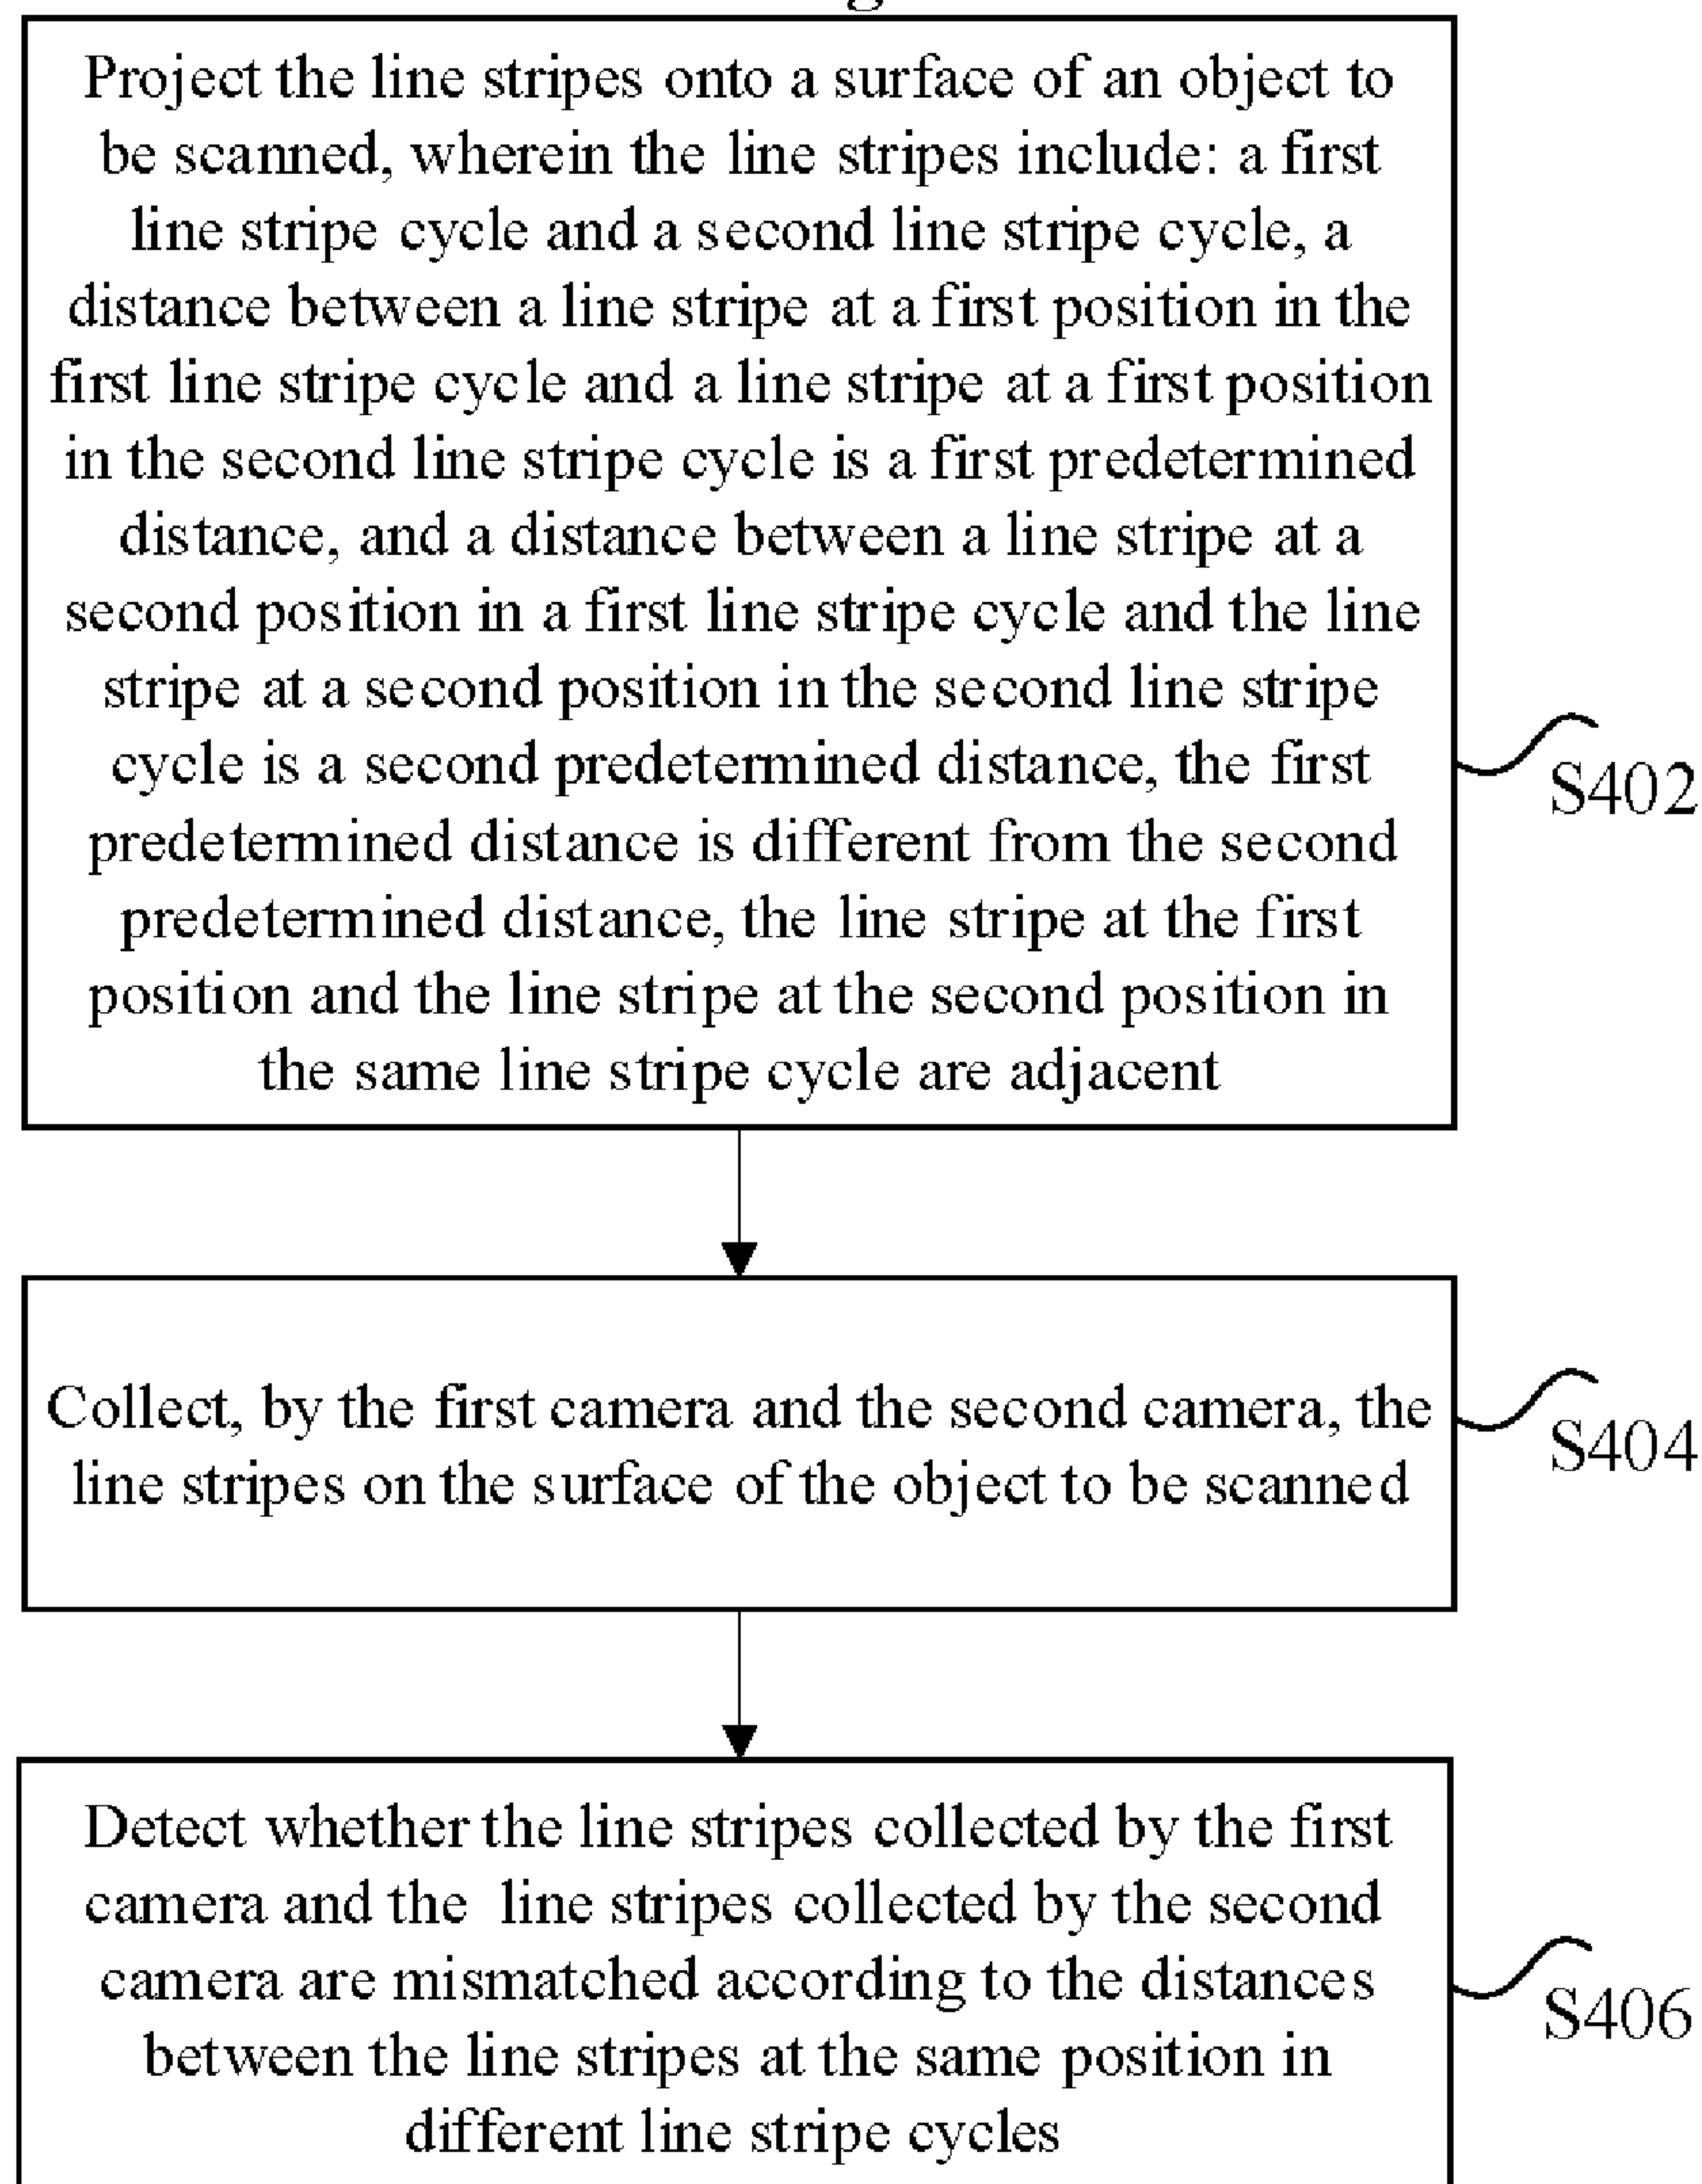 Project the line stripes onto a surface of an object to
be scanned, wherein the line stripes include: a first
line stripe cycle and a second line stripe cycle, a
distance between a line stripe at a first position in the
first line stripe cycle and a line stripe at a first position
in the second line stripe cycle is a first predetermined
distance, and a distance between a line stripe at a
second position in a first line stripe cycle and the line
stripe at a second position in the second line stripe
cycle is a second predetermined distance, the first
predetermined distance is different from the second
predetermined distance, the line stripe at the first
position and the line stripe at the second position in
the same line stripe cycle are adjacent
S402
Collect, by the first camera and the second camera, the
line stripes on the surface of the object to be scanned
S404
Detect whether the line stripes collected by the first
camera and the line stripes collected by the second
camera are mismatched according to the distances
between the line stripes at the same position in
different line stripe cycles
S406